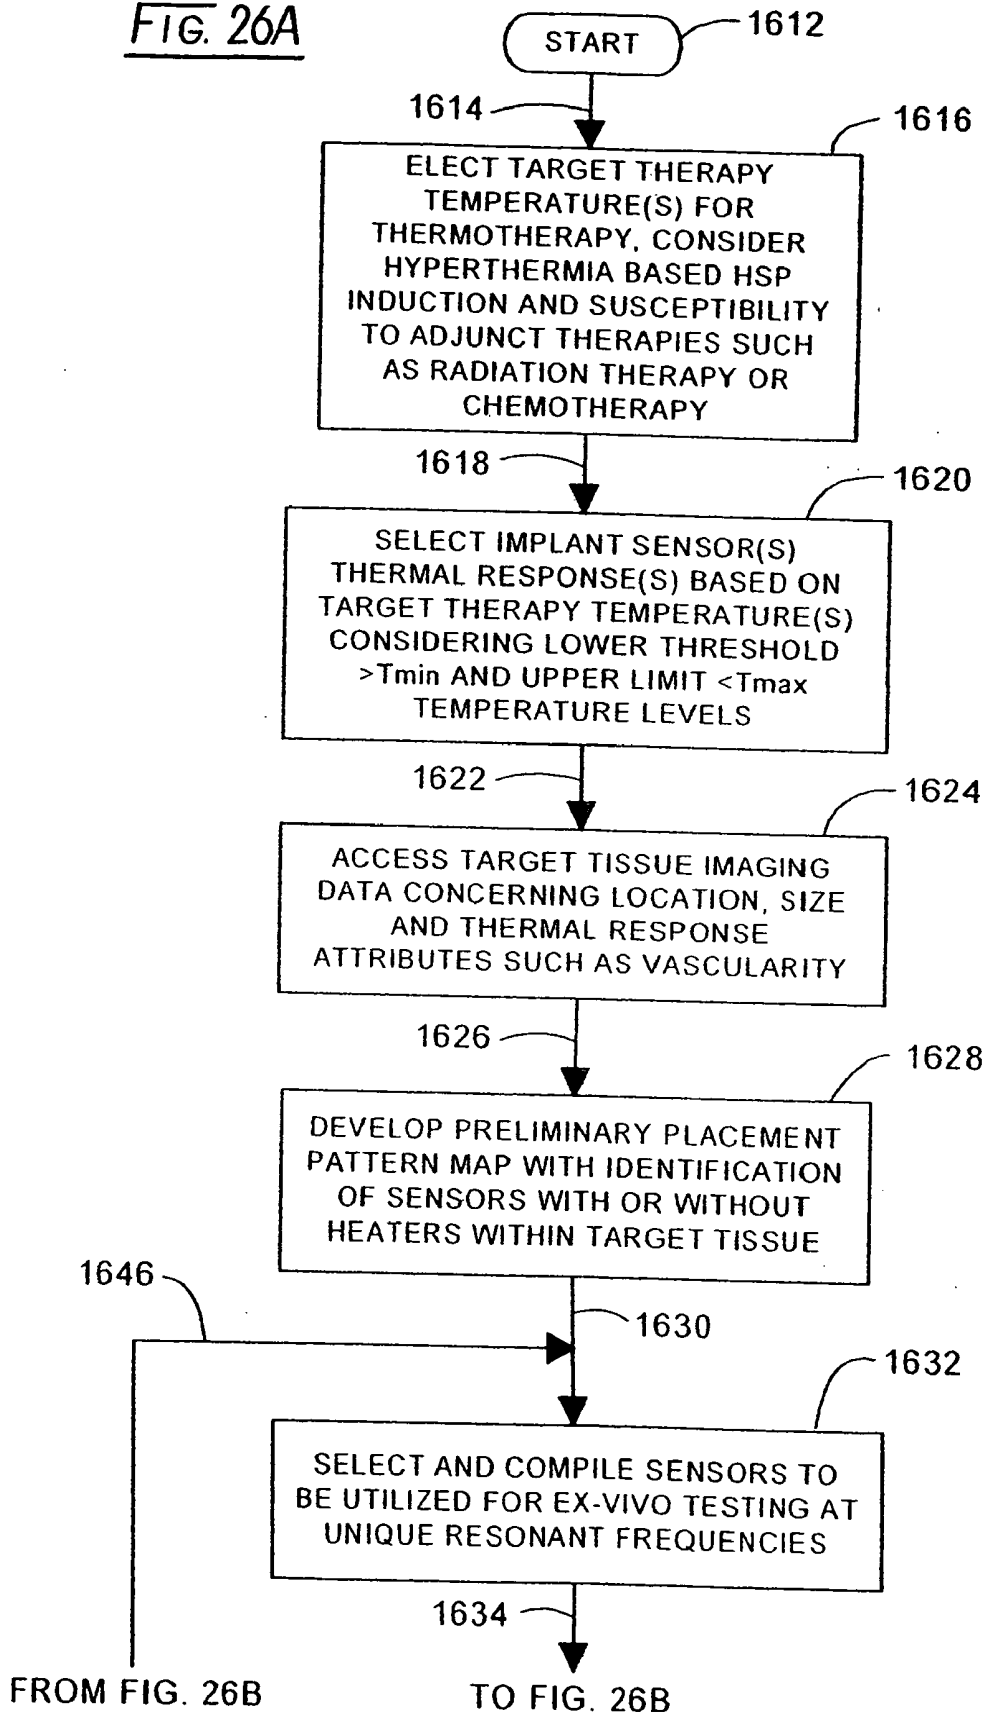 FIG. 26A
START
1612
1614
1616
ELECT TARGET THERAPY
TEMPERATURE(S) FOR
THERMOTHERAPY, CONSIDER
HYPERTHERMIA BASED HSP
INDUCTION AND SUSCEPTIBILITY
TO ADJUNCT THERAPIES SUCH
AS RADIATION THERAPY OR
CHEMOTHERAPY
1618
1620
SELECT IMPLANT SENSOR(S)
THERMAL RESPONSE(S) BASED ON
TARGET THERAPY TEMPERATURE(S)
CONSIDERING LOWER THRESHOLD
>Tmin AND UPPER LIMIT <Tmax
TEMPERATURE LEVELS
1622
1624
ACCESS TARGET TISSUE IMAGING
DATA CONCERNING LOCATION, SIZE
AND THERMAL RESPONSE
ATTRIBUTES SUCH AS VASCULARITY
1626
1628
DEVELOP PRELIMINARY PLACEMENT
PATTERN MAP WITH IDENTIFICATION
OF SENSORS WITH OR WITHOUT
HEATERS WITHIN TARGET TISSUE
1646
1630
1632
SELECT AND COMPILE SENSORS TO
BE UTILIZED FOR EX-VIVO TESTING AT
UNIQUE RESONANT FREQUENCIES
1634
FROM FIG. 26B
TO FIG. 26B